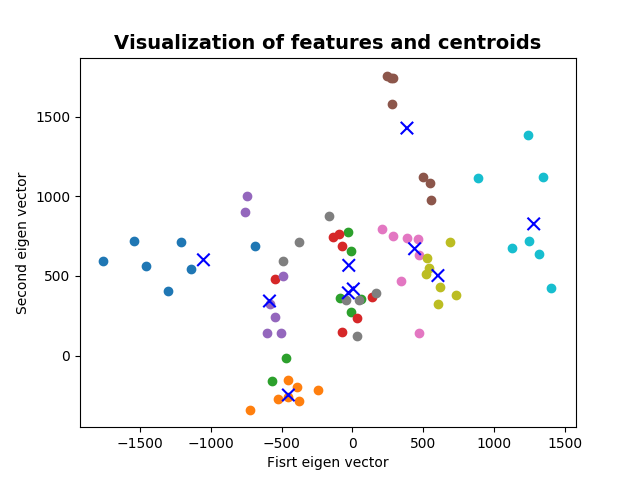 Visualization of features and centroids
Second eigen vector
1500
1000
500
0
−1500 −1000 −500 0 500 1000 1500
Fisrt eigen vector